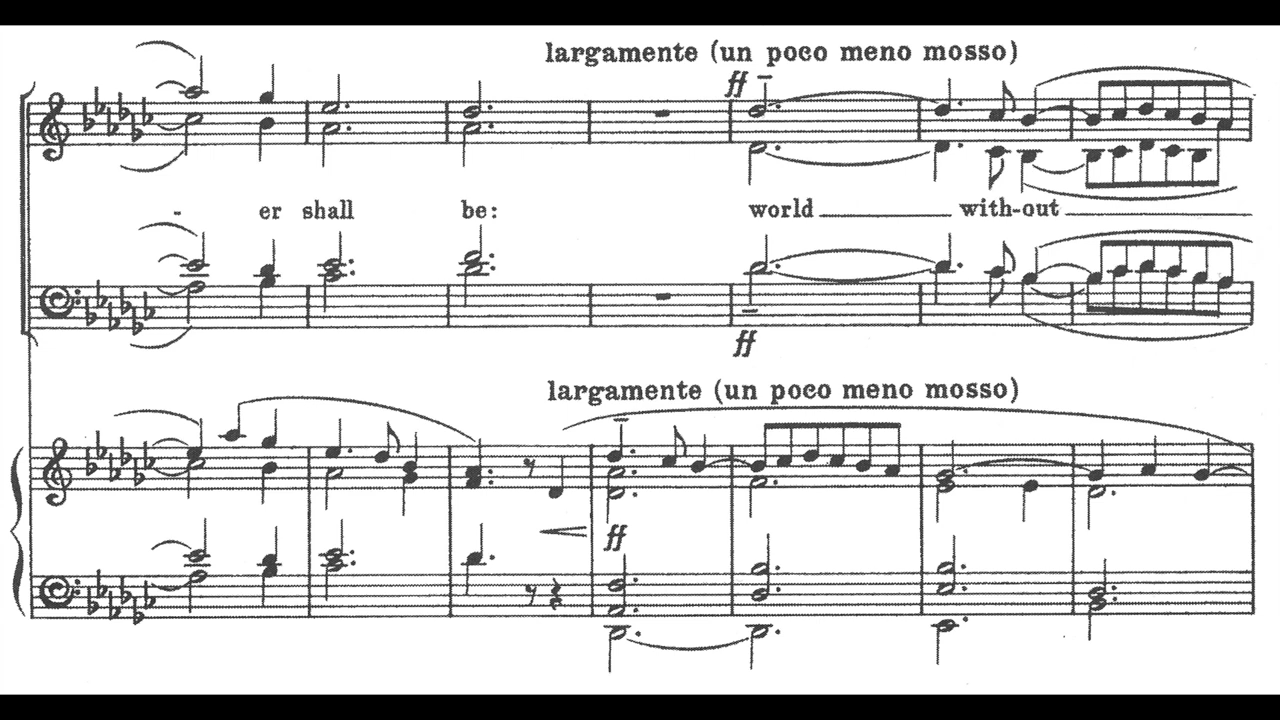 largamente (un poco meno mosso)
ff
- er shall be: world with-out
ff
largamente (un poco meno mosso)
ff